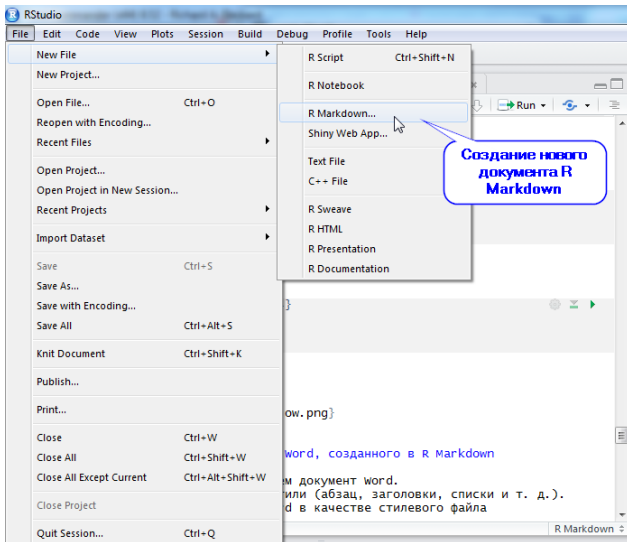 RStudio
File Edit Code View Plots Session Build Debug Profile Tools Help
New File
New Project...
Open File... Ctrl+O
Reopen with Encoding...
Recent Files
Open Project...
Open Project in New Session...
Recent Projects
Import Dataset
Save Ctrl+S
Save As...
Save with Encoding...
Save All Ctrl+Alt+S
Knit Document Ctrl+Shift+K
Publish...
Print...
Close Ctrl+W
Close All Ctrl+Shift+W
Close All Except Current Ctrl+Alt+Shift+W
Close Project
Quit Session... Ctrl+Q
R Script Ctrl+Shift+N
R Notebook
R Markdown...
Shiny Web App...
Text File
C++ File
R Sweave
R HTML
R Presentation
R Documentation
Run
Создание нового
документа R
Markdown
}
ow.png}
Word, созданного в R Markdown
м документ Word.
или (абзац, заголовки, списки и т. д.).
d в качестве стилевого файла
R Markdown